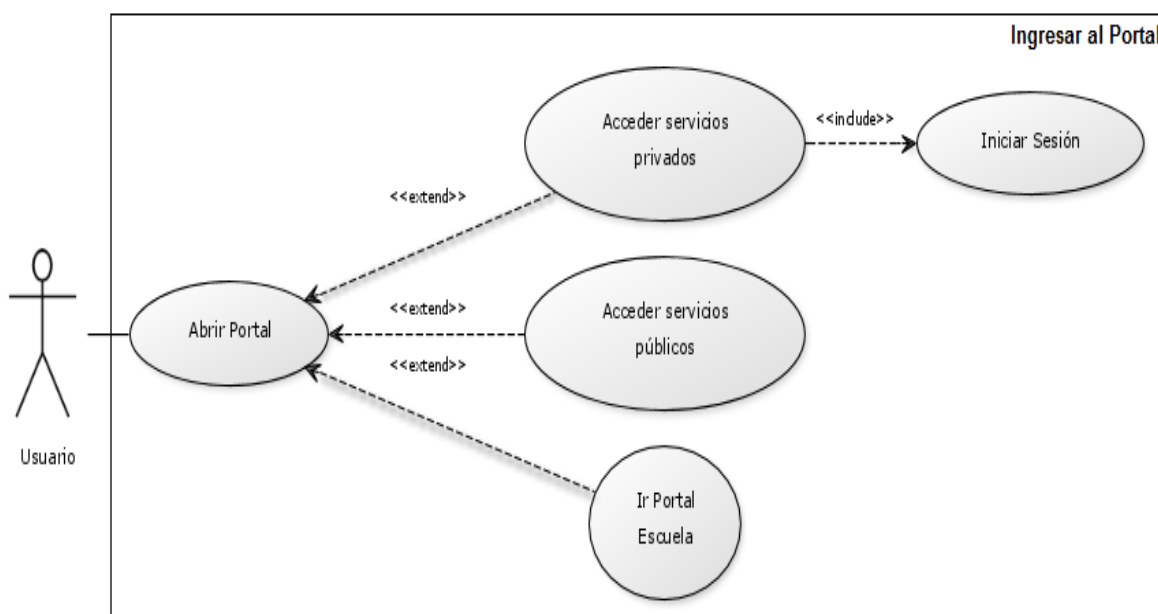 Ingresar al Portal
Acceder servicios
privados
<<include>>
Iniciar Sesión
<<extend>>
Abrir Portal
<<extend>>
Acceder servicios
públicos
<<extend>>
Usuario
Ir Portal
Escuela